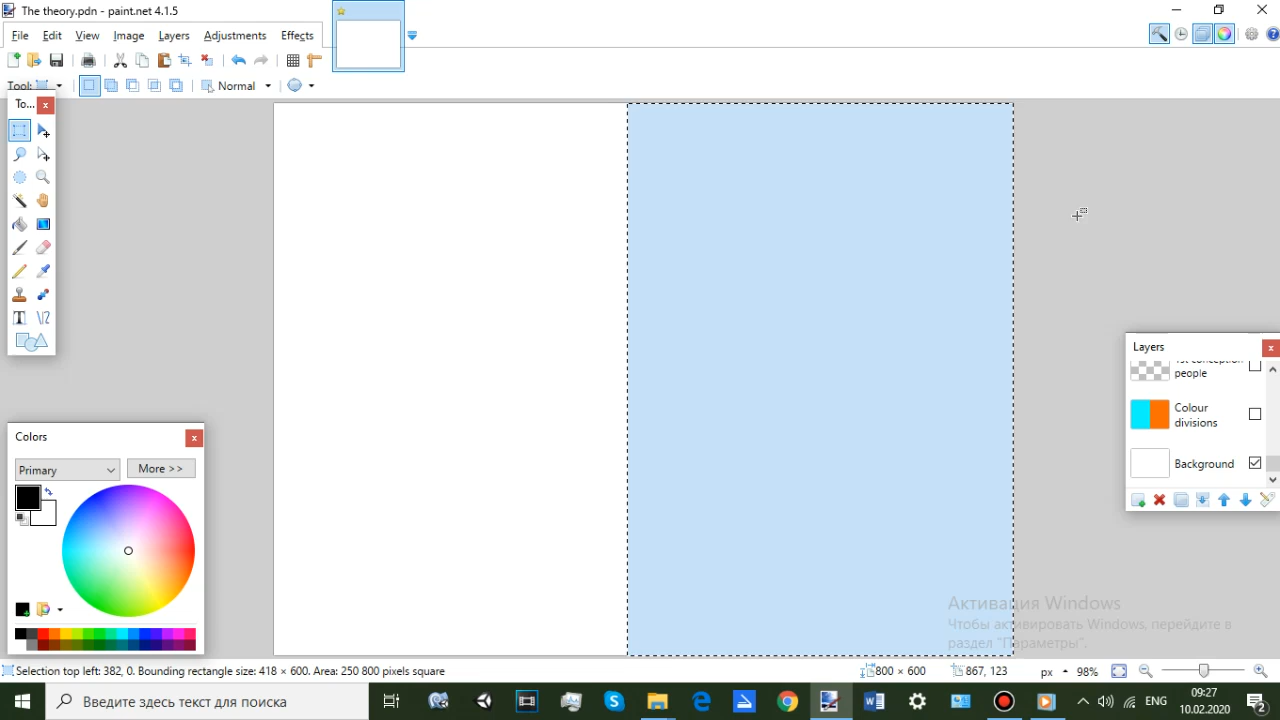 The theory.pdn - paint.net 4.1.5
File Edit View Image Layers Adjustments Effects
Tool: Normal
To...
Layers
people
Colour
divisions
Background
Colors
Primary More >>
Активация Windows
Чтобы активировать Windows, перейдите в
раздел "Параметры".
Selection top left: 382, 0. Bounding rectangle size: 418 × 600. Area: 250 800 pixels square 800 × 600 867, 123 px 98%
Введите здесь текст для поиска ENG 09:27
10.02.2020 2